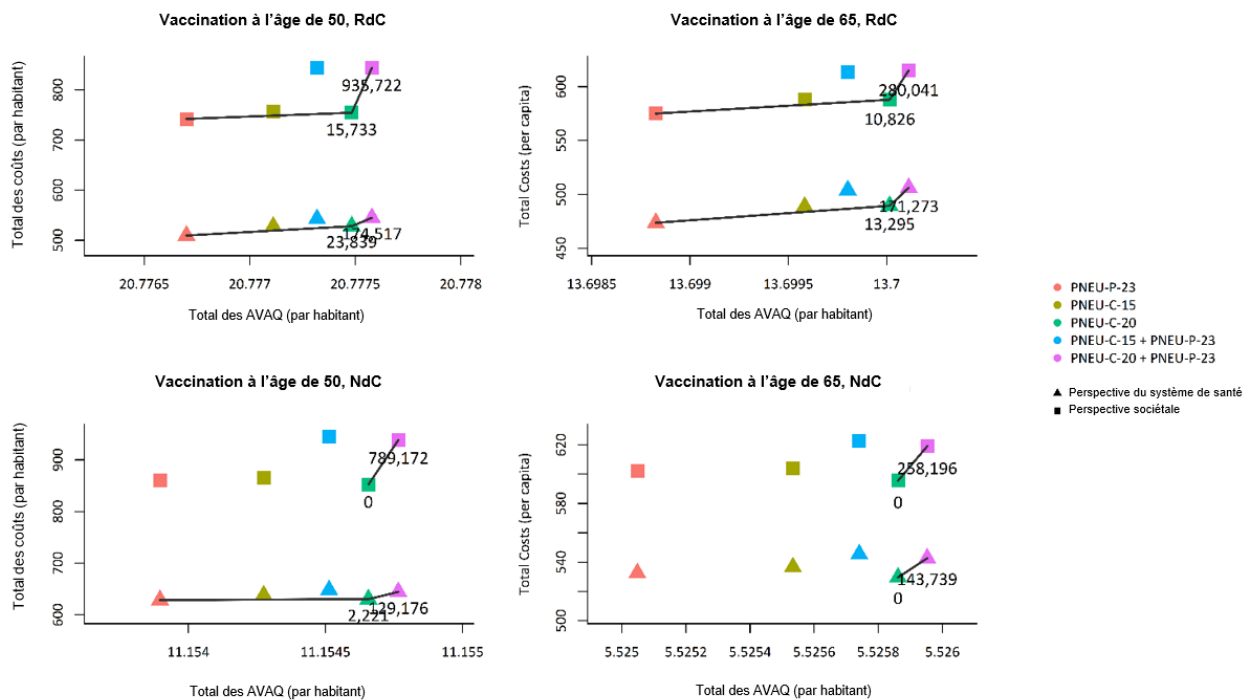 Vaccination à l'âge de 50, RdC
Total des coûts (par habitant)
800
700
600
500
935,722
15,733
174,517
23,839
20.7765
20.777
20.7775
20.778
Total des AVAQ (par habitant)
Vaccination à l'âge de 65, RdC
Total Costs (per capita)
600
550
500
450
280,041
10,826
171,273
13,295
13.6985
13.699
13.6995
13.7
Total des AVAQ (par habitant)
PNEU-P-23
PNEU-C-15
PNEU-C-20
PNEU-C-15 + PNEU-P-23
PNEU-C-20 + PNEU-P-23
Perspective du système de santé
Perspective sociétale
Vaccination à l'âge de 50, NdC
Total des coûts (par habitant)
900
800
700
600
789,172
0
129,176
2,221
11.154
11.1545
11.155
Total des AVAQ (par habitant)
Vaccination à l'âge de 65, NdC
Total Costs (per capita)
620
580
540
500
258,196
0
143,739
0
5.525
5.5252
5.5254
5.5256
5.5258
5.526
Total des AVAQ (par habitant)